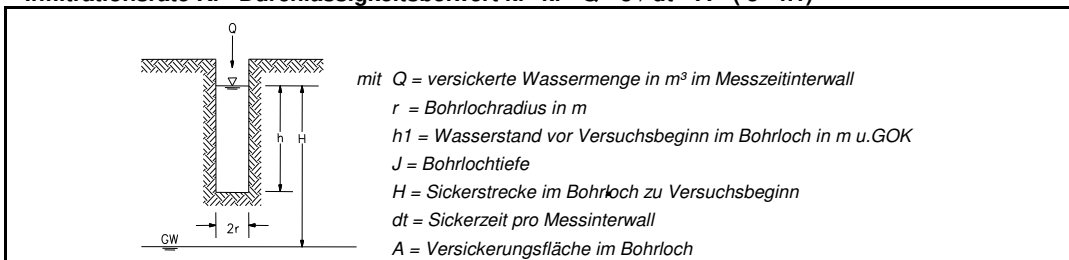 Q
mit Q = versickerte Wassermenge in m³ im Messzeitinterwall
r = Bohrlochradius in m
h1 = Wasserstand vor Versuchsbeginn im Bohrloch in m u.GOK
h H
J = Bohrlochtiefe
H = Sickerstrecke im Bohrloch zu Versuchsbeginn
dt = Sickerzeit pro Messinterwall
2r
GW
A = Versickerungsfläche im Bohrloch